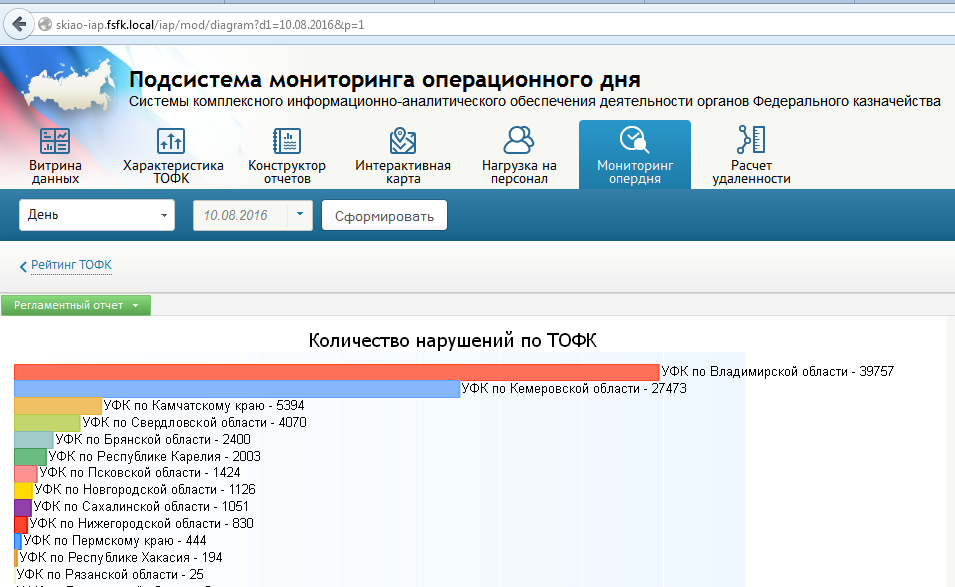 skiao-iap.fsfk.local/iap/mod/diagram?d1=10.08.2016&p=1
Подсистема мониторинга операционного дня
Системы комплексного информационно-аналитического обеспечения деятельности органов Федерального казначейства
Витрина данных
Характеристика ТОФК
Конструктор отчетов
Интерактивная карта
Нагрузка на персонал
Мониторинг опердня
Расчет удаленности
День
10.08.2016
Сформировать
Рейтинг ТОФК
Регламентный отчет
Количество нарушений по ТОФК
УФК по Владимирской области - 39757
УФК по Кемеровской области - 27473
УФК по Камчатскому краю - 5394
УФК по Свердловской области - 4070
УФК по Брянской области - 2400
УФК по Республике Карелия - 2003
УФК по Псковской области - 1424
УФК по Новгородской области - 1126
УФК по Сахалинской области - 1051
УФК по Нижегородской области - 830
УФК по Пермскому краю - 444
УФК по Республике Хакасия - 194
УФК по Рязанской области - 25